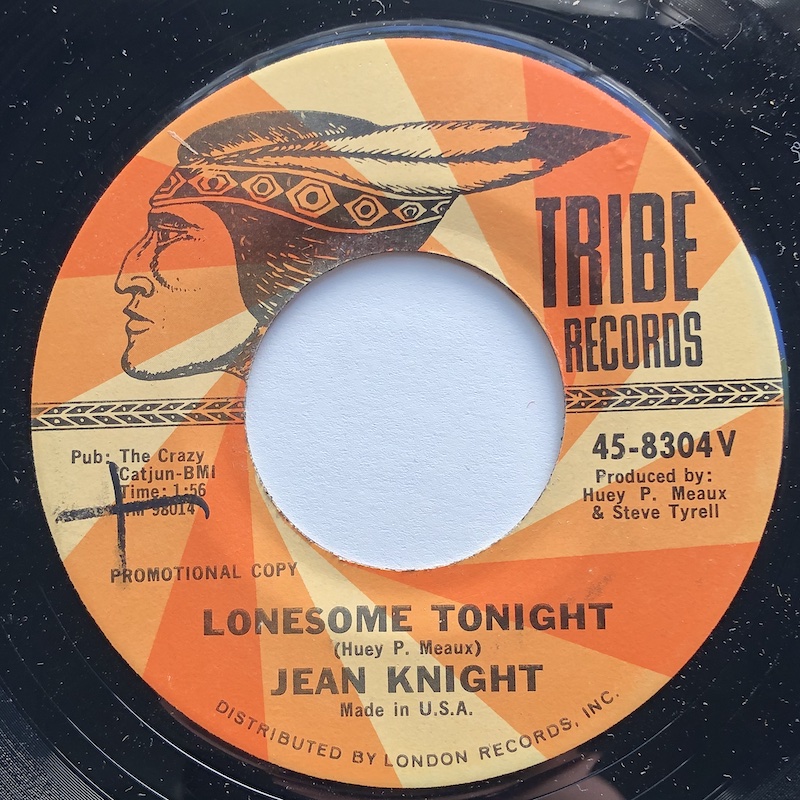 TRIBE
RECORDS
Pub: The Crazy
Catjun-BMI
Time: 1:56
98014
45-8304V
Produced by:
Huey P. Meaux
& Steve Tyrell
PROMOTIONAL COPY
LONESOME TONIGHT
(Huey P. Meaux)
JEAN KNIGHT
Made in U.S.A.
DISTRIBUTED BY LONDON RECORDS, INC.